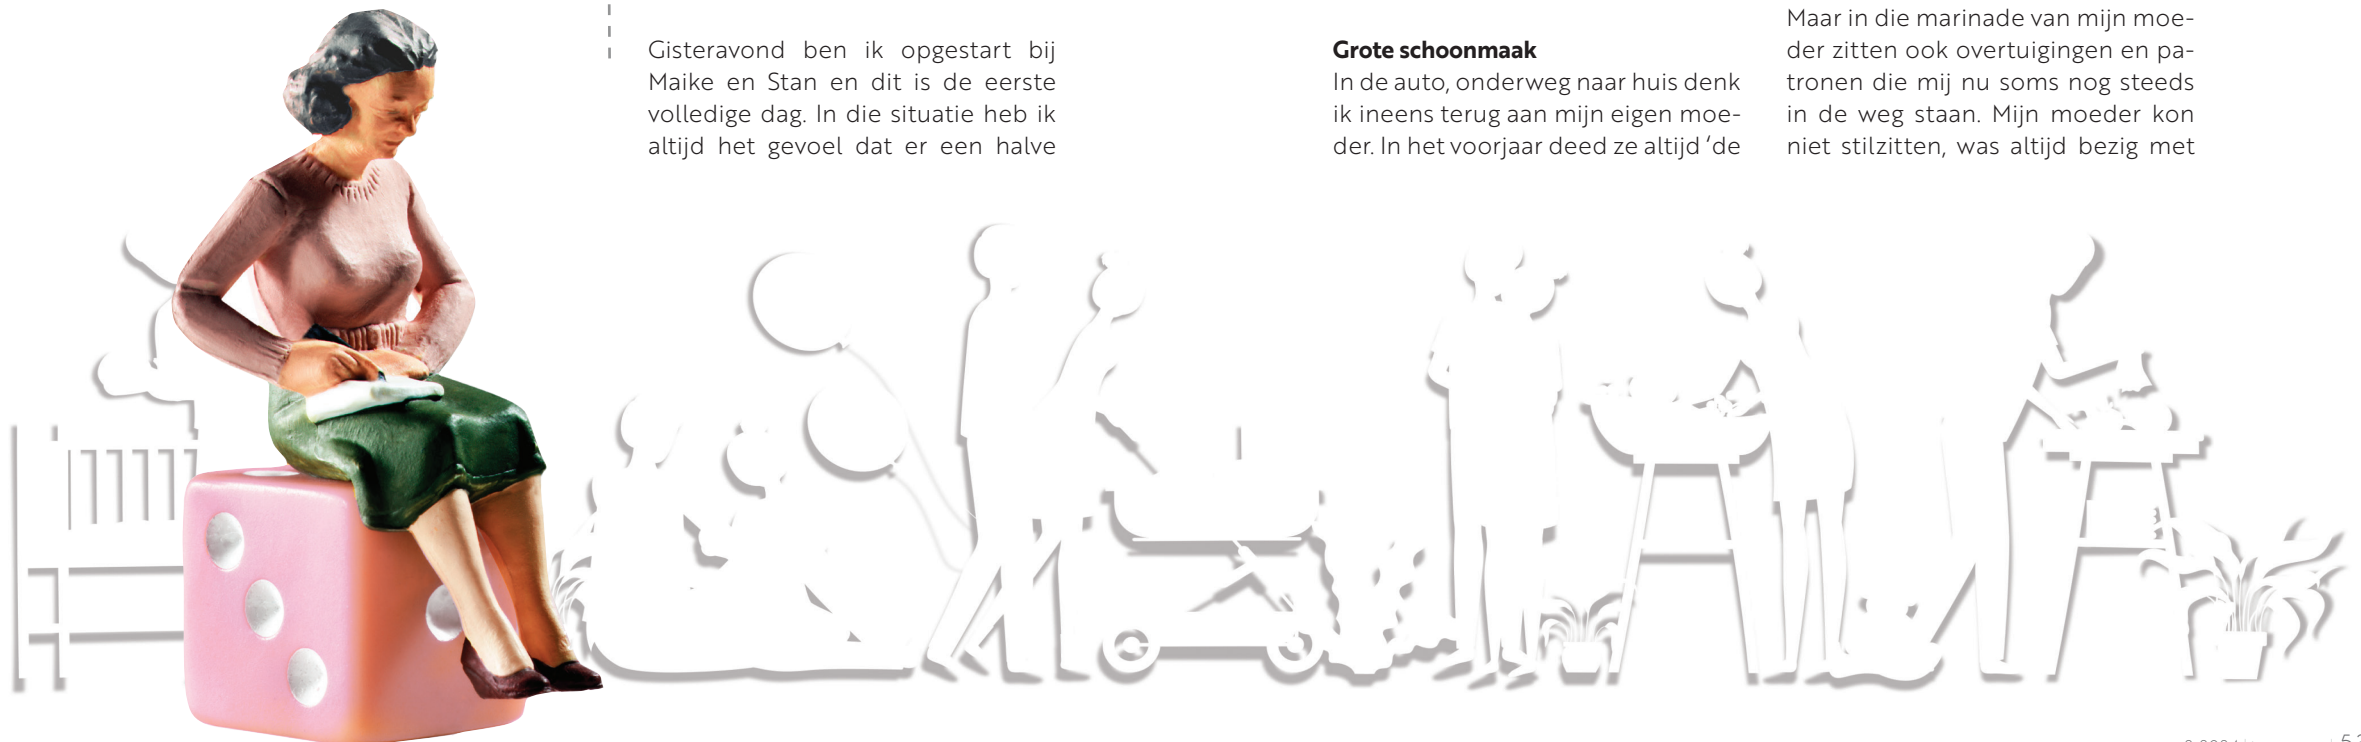 Gisteravond ben ik opgestart bij
Maike en Stan en dit is de eerste
volledige dag. In die situatie heb ik
altijd het gevoel dat er een halve
Grote schoonmaak
In de auto, onderweg naar huis denk
ik ineens terug aan mijn eigen moe-
der. In het voorjaar deed ze altijd ‘de
Maar in die marinade van mijn moe-
der zitten ook overtuigingen en pa-
tronen die mij nu soms nog steeds
in de weg staan. Mijn moeder kon
niet stilzitten, was altijd bezig met